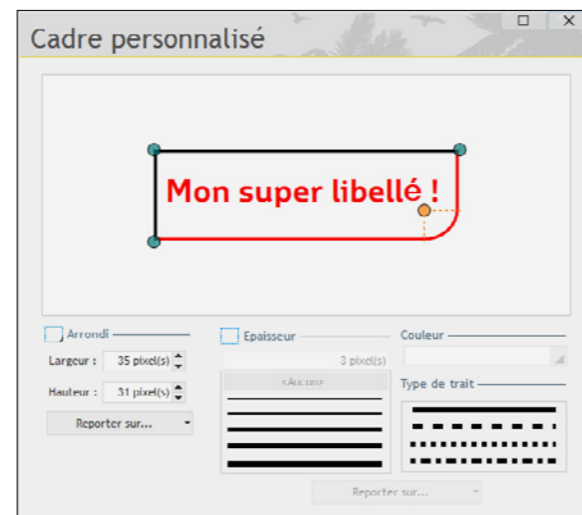 Cadre personnalisé
Mon super libellé !
Arrondi
Largeur : 35 pixel(s)
Hauteur : 31 pixel(s)
Reporter sur...
Epaisseur
3 pixel(s)
<Aucun>
Couleur
Type de trait
Reporter sur...